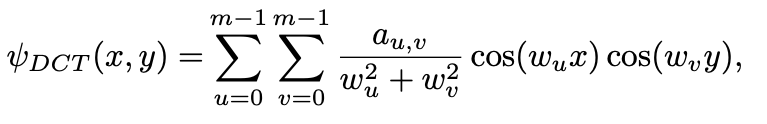 ψ_{DCT}(x, y) = \sum_{u=0}^{m-1} \sum_{v=0}^{m-1} \frac{a_{u,v}}{w_u^2 + w_v^2} \cos(w_u x) \cos(w_v y),